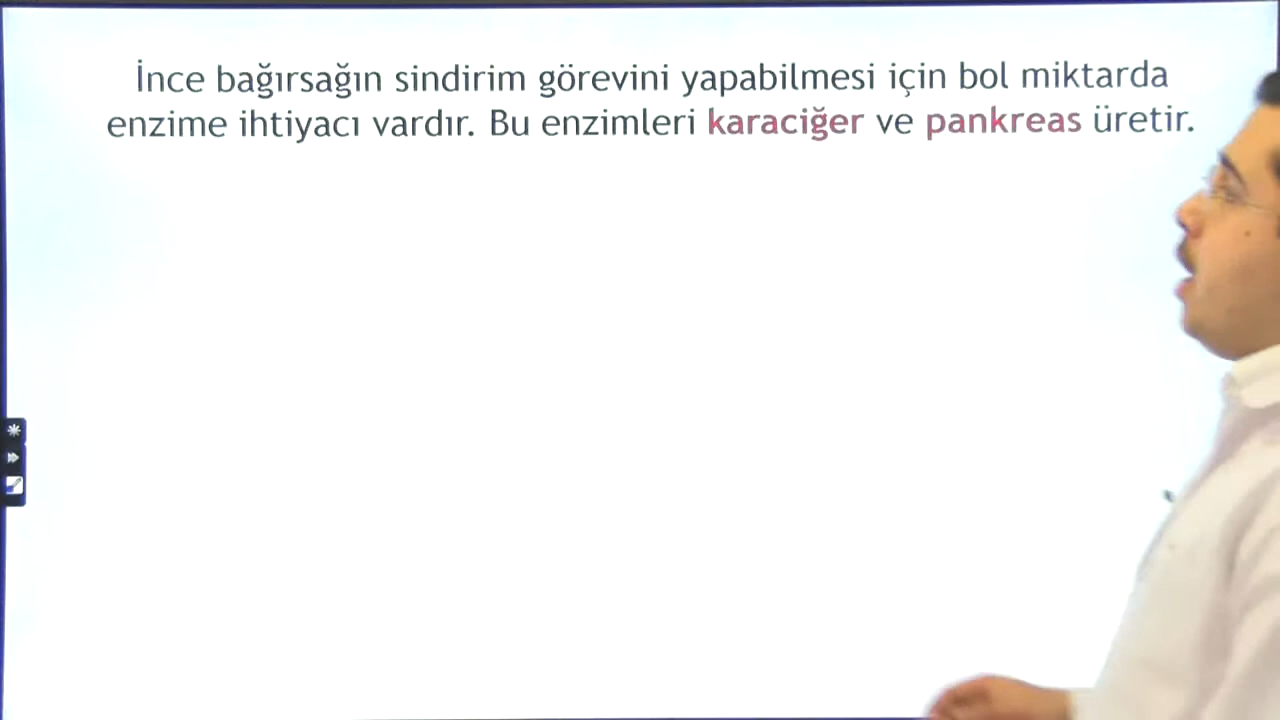 İnce bağırsağın sindirim görevini yapabilmesi için bol miktarda
enzime ihtiyacı vardır. Bu enzimleri karaciğer ve pankreas üretir.